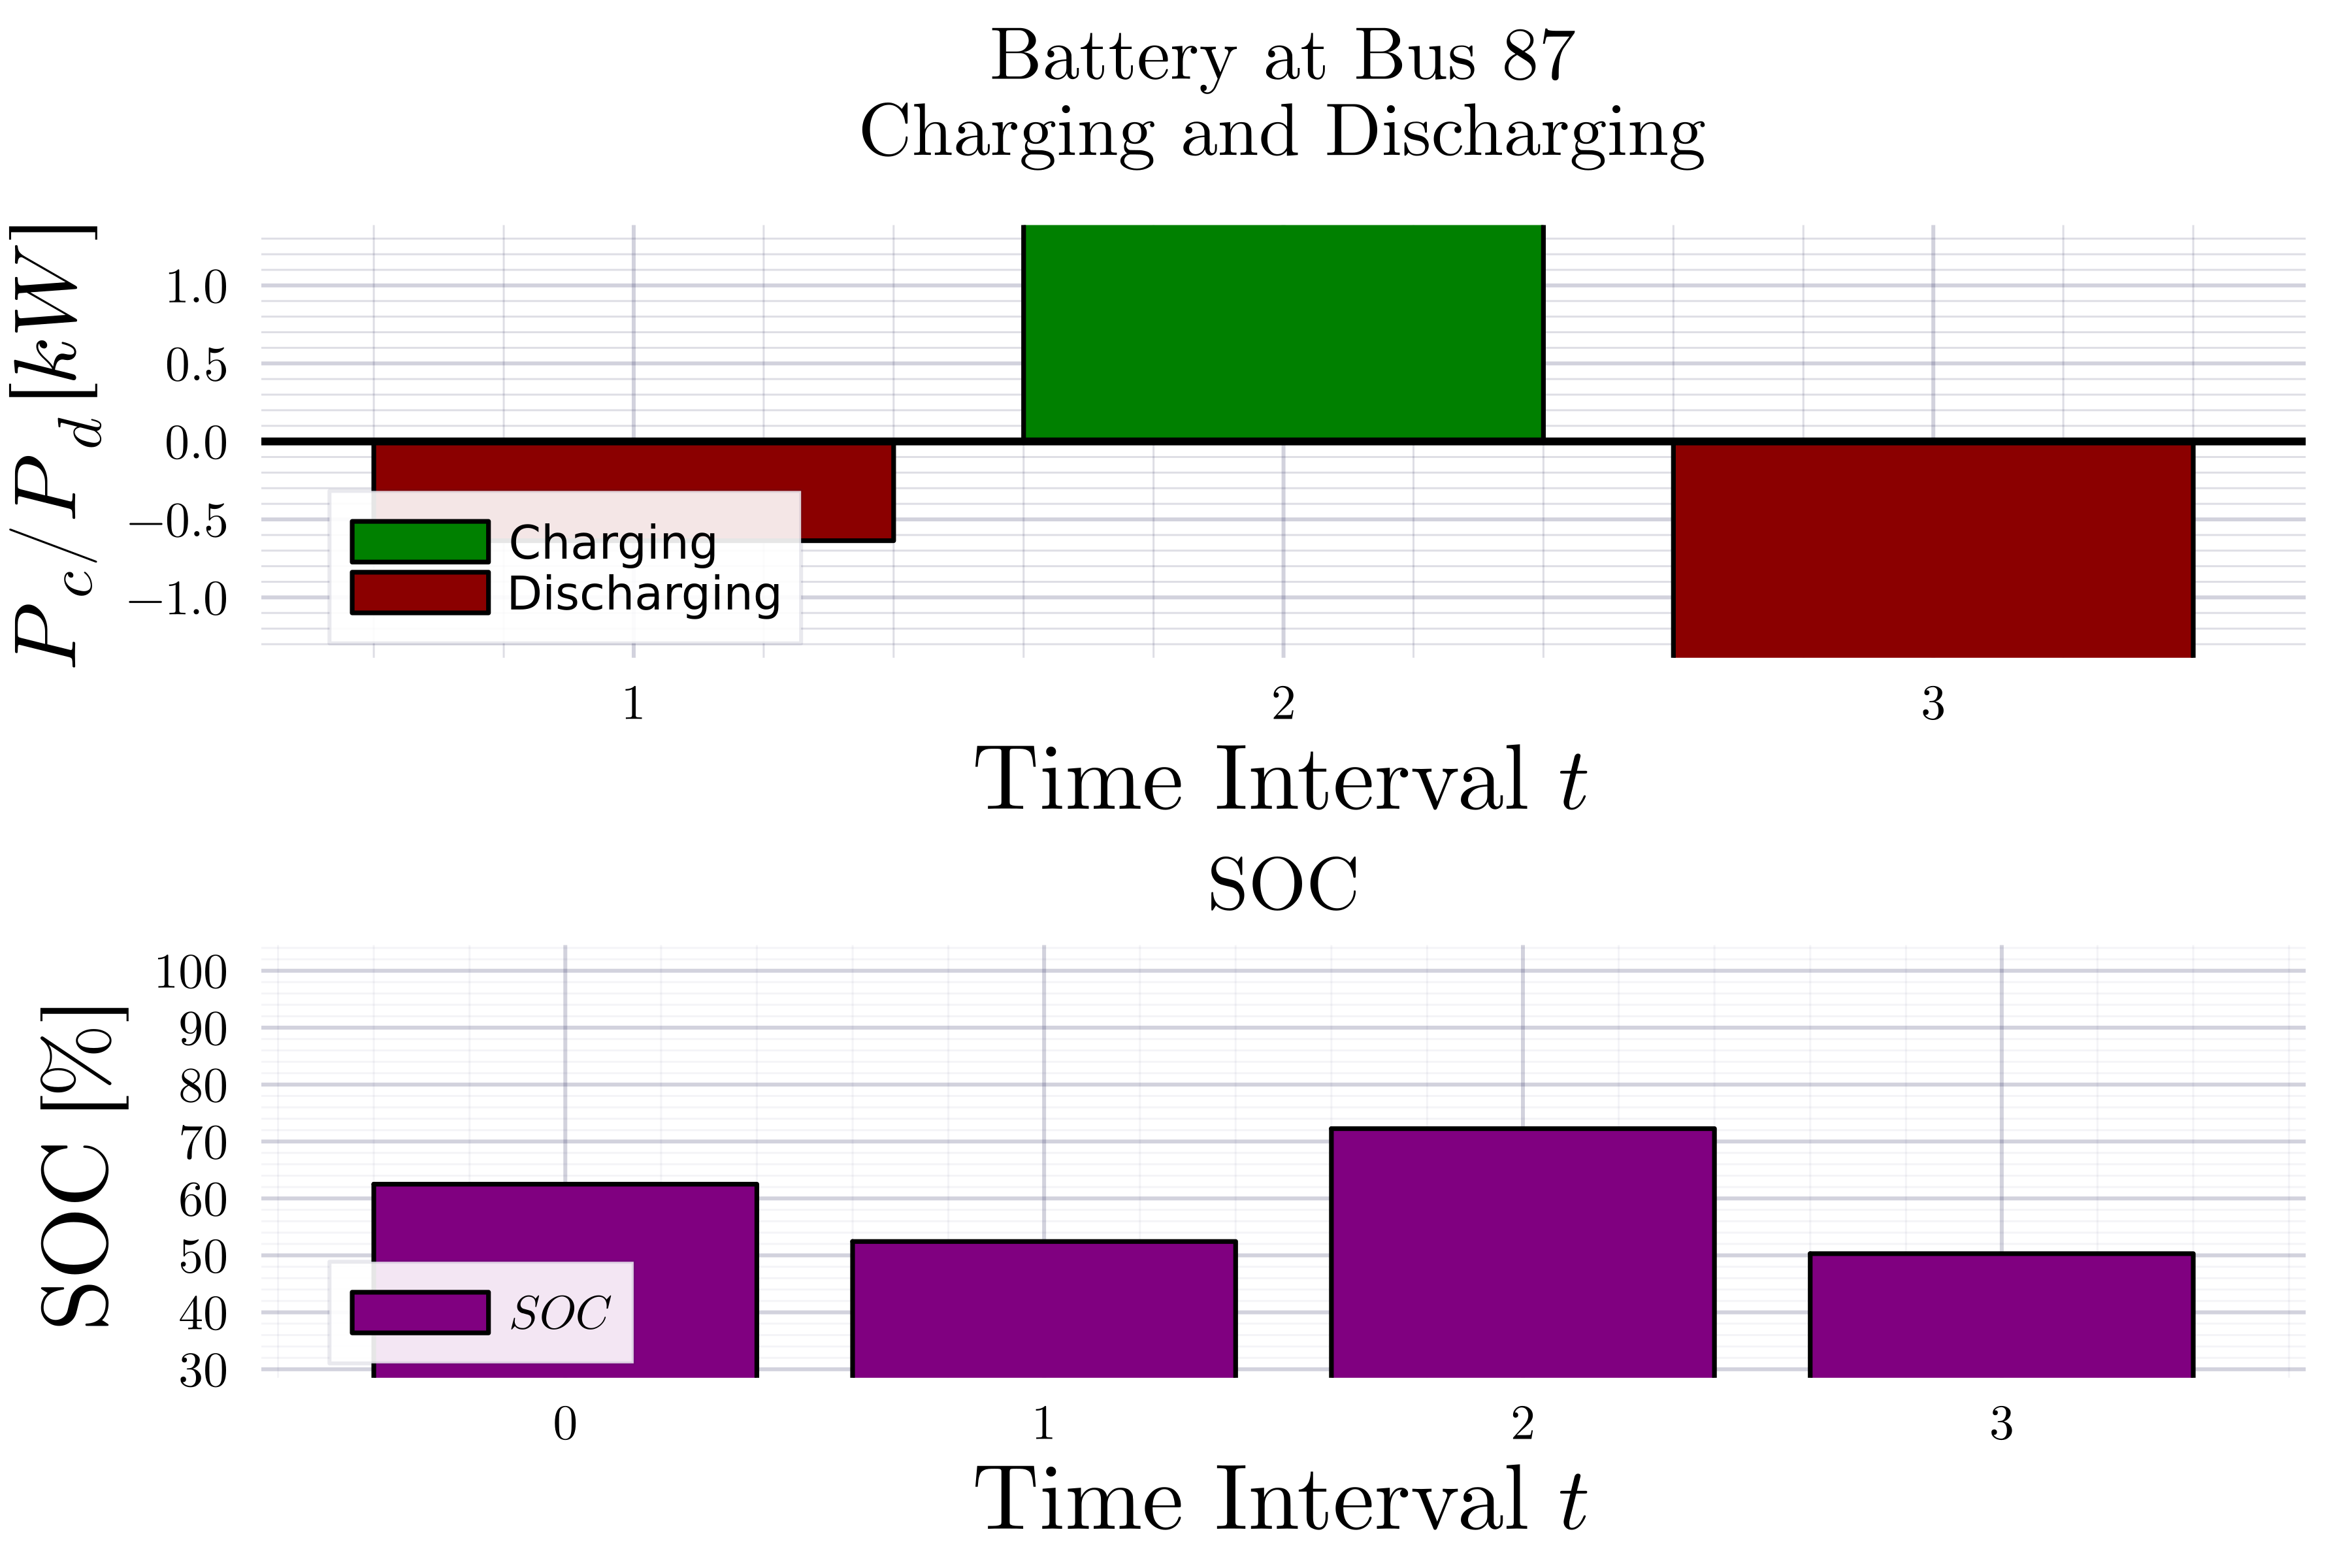 Battery at Bus 87
Charging and Discharging
P_c/P_d [kW]
1.0
0.5
0.0
−0.5
−1.0
Charging
Discharging
1 2 3
Time Interval t
SOC
SOC [%]
100
90
80
70
60
50
40
30
SOC
0 1 2 3
Time Interval t